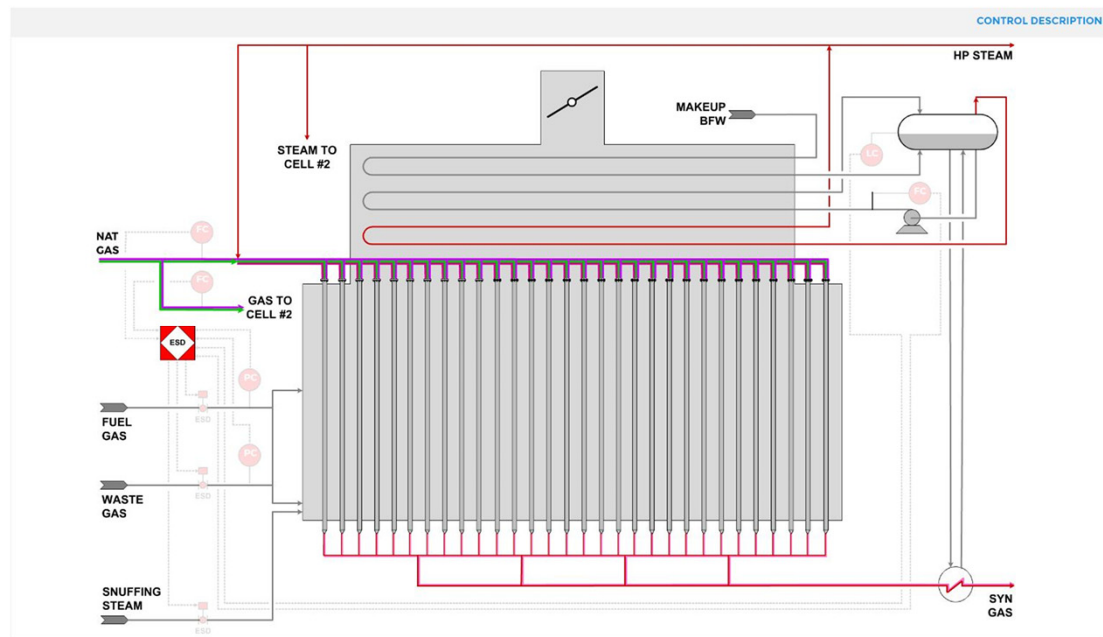 CONTROL DESCRIPTION
HP STEAM
MAKEUP
BFW
STEAM TO
CELL #2
LC
FC
NAT
GAS
FC
FC
GAS TO
CELL #2
ESD
PC
FUEL
GAS
ESD
PC
WASTE
GAS
ESD
SNUFFING
STEAM
ESD
SYN
GAS